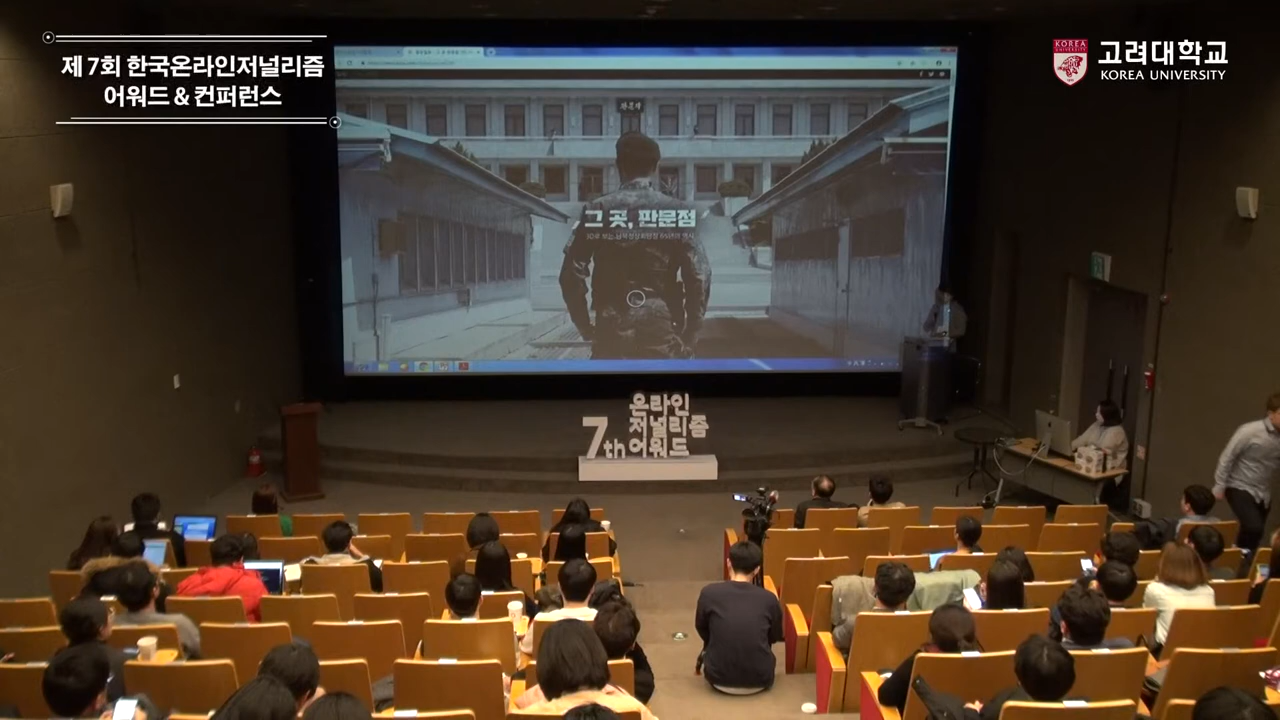 제 7회 한국온라인저널리즘
어워드 & 컨퍼런스
KOREA
고려대학교
KOREA UNIVERSITY
판문각
그 곳, 판문점
7th
온라인
저널리즘
어워드